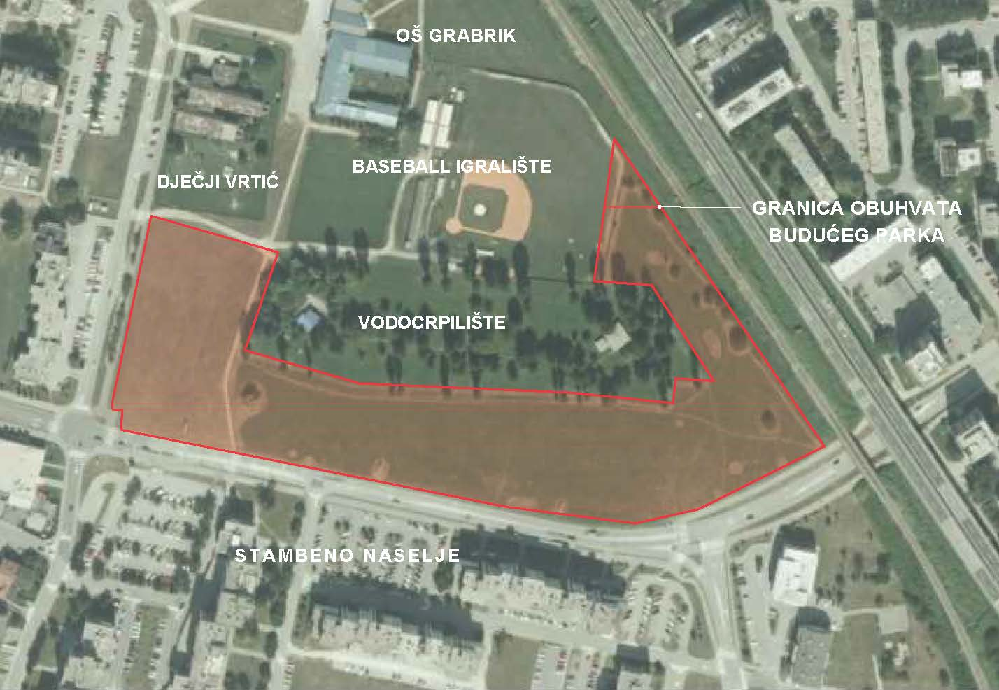 OŠ GRABRIK
BASEBALL IGRALIŠTE
DJEČJI VRTIĆ
GRANICA OBUHVATA
BUDUĆEG PARKA
VODOCRPILIŠTE
STAMBENO NASELJE